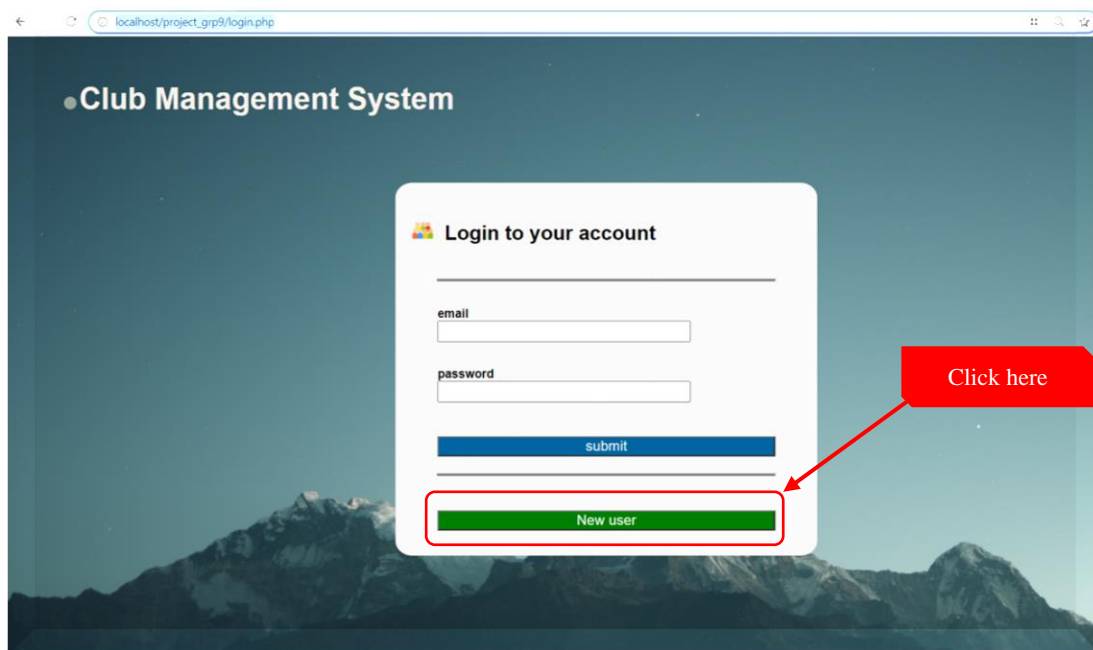 localhost/project_grp9/login.php
Club Management System
Login to your account
email
password
Click here
submit
New user